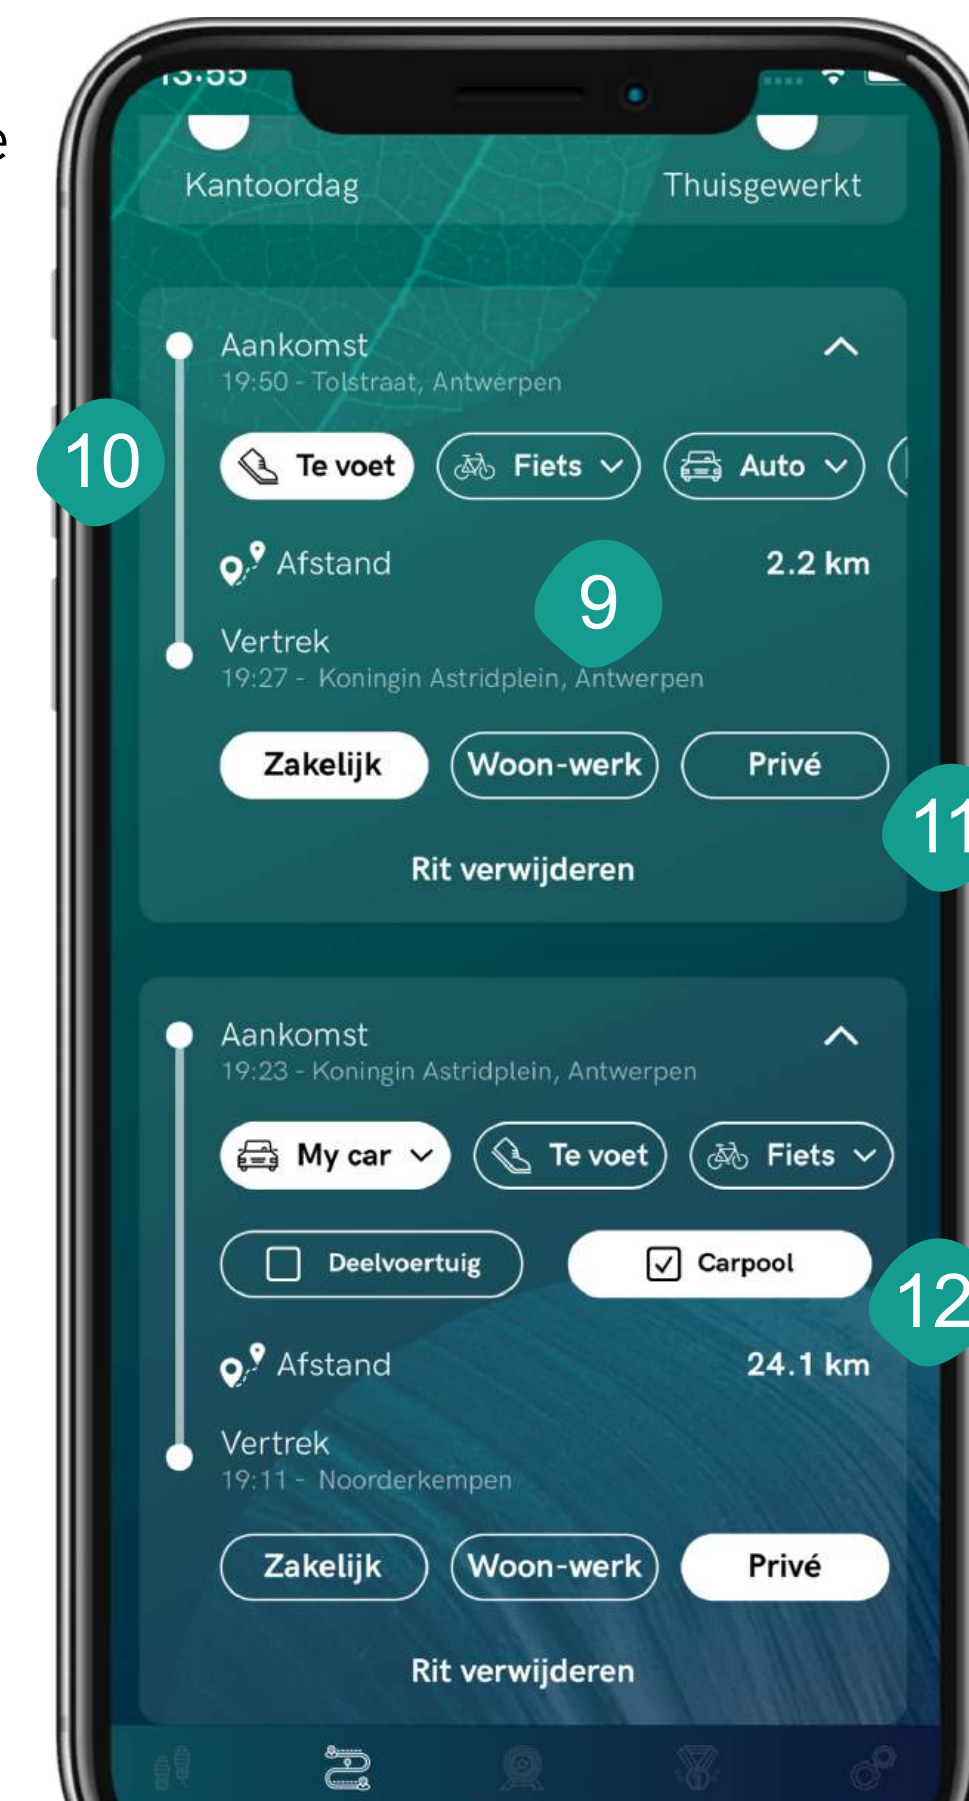 e
13:55
Kantoordag Thuisgewerkt
Aankomst
19:50 - Tolstraat, Antwerpen
10
Te voet Fiets Auto
Afstand 2.2 km
9
Vertrek
19:27 - Koningin Astridplein, Antwerpen
Zakelijk Woon-werk Privé
11
Rit verwijderen
Aankomst
19:23 - Koningin Astridplein, Antwerpen
My car Te voet Fiets
Deelvoertuig Carpool
12
Afstand 24.1 km
Vertrek
19:11 - Noorderkempen
Zakelijk Woon-werk Privé
Rit verwijderen